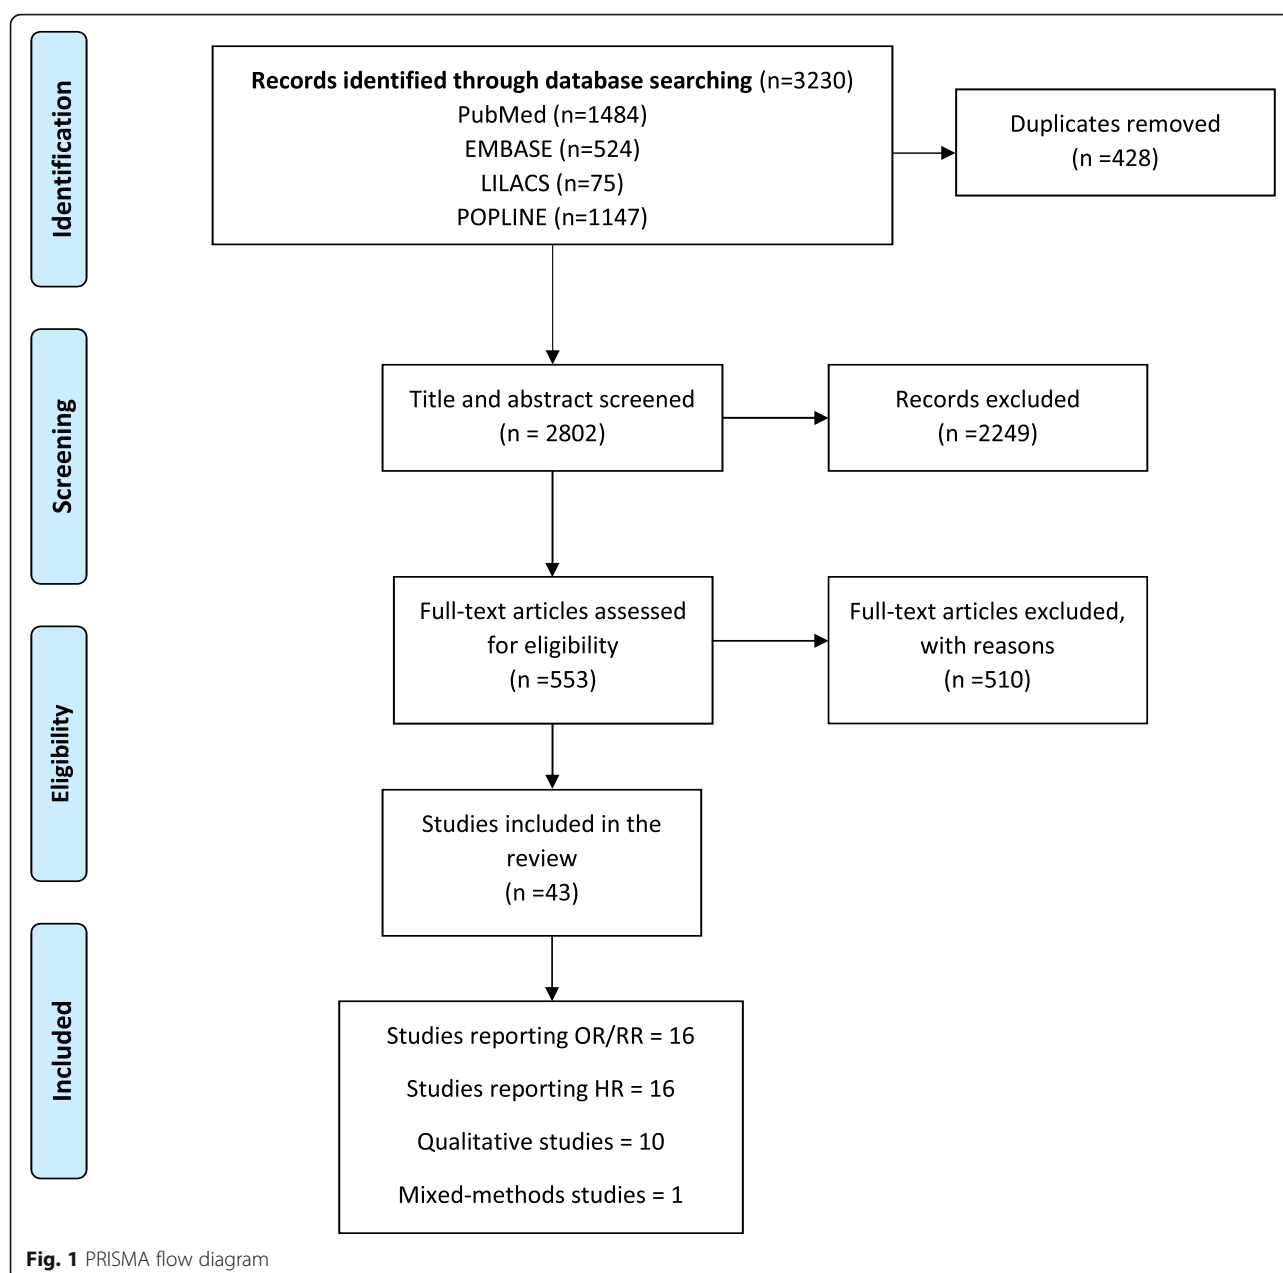 Identification
Records identified through database searching (n=3230)
PubMed (n=1484)
EMBASE (n=524)
LILACS (n=75)
POPLINE (n=1147)
Duplicates removed
(n =428)
Screening
Title and abstract screened
(n = 2802)
Records excluded
(n =2249)
Full-text articles assessed
for eligibility
(n =553)
Full-text articles excluded,
with reasons
(n =510)
Eligibility
Studies included in the
review
(n =43)
Included
Studies reporting OR/RR = 16
Studies reporting HR = 16
Qualitative studies = 10
Mixed-methods studies = 1
Fig. 1 PRISMA flow diagram